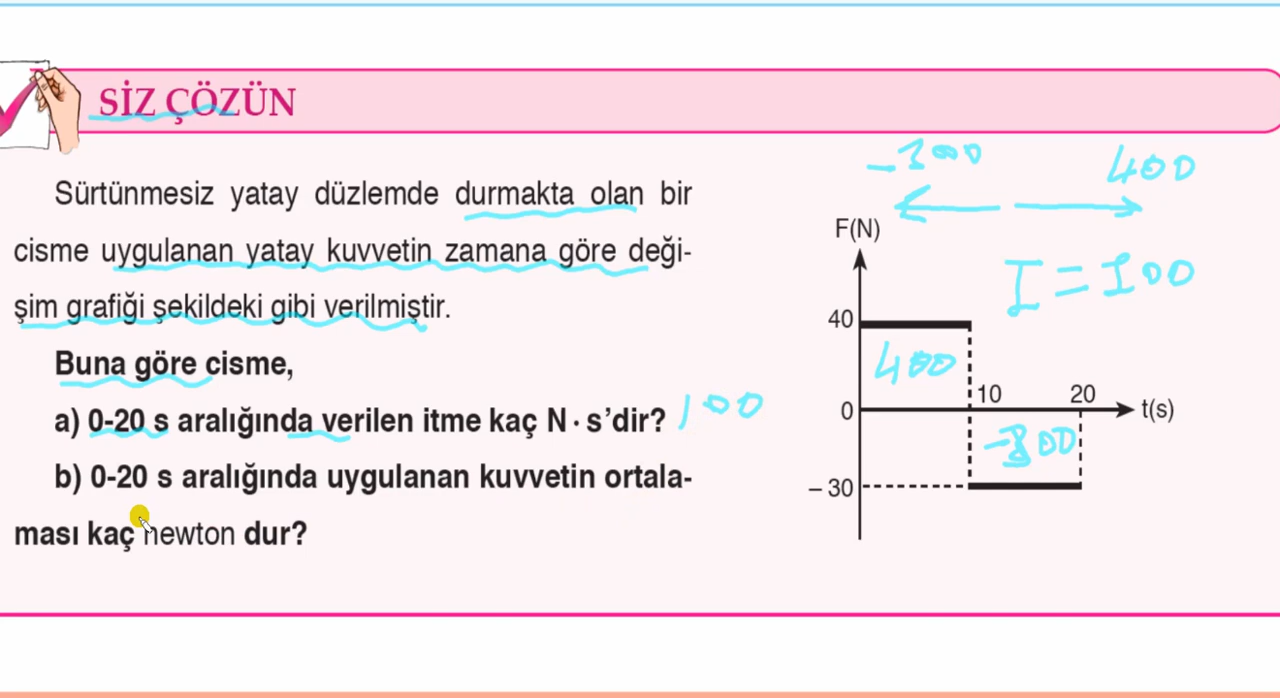 SİZ ÇÖZÜN
Sürtünmesiz yatay düzlemde durmakta olan bir
cisme uygulanan yatay kuvvetin zamana göre deği-
şim grafiği şekildeki gibi verilmiştir.
Buna göre cisme,
a) 0-20 s aralığında verilen itme kaç N · s'dir? 100
b) 0-20 s aralığında uygulanan kuvvetin ortala-
ması kaç newton dur?
-300 400
F(N)
I = 100
40
400
10 20
0 t(s)
-300
– 30